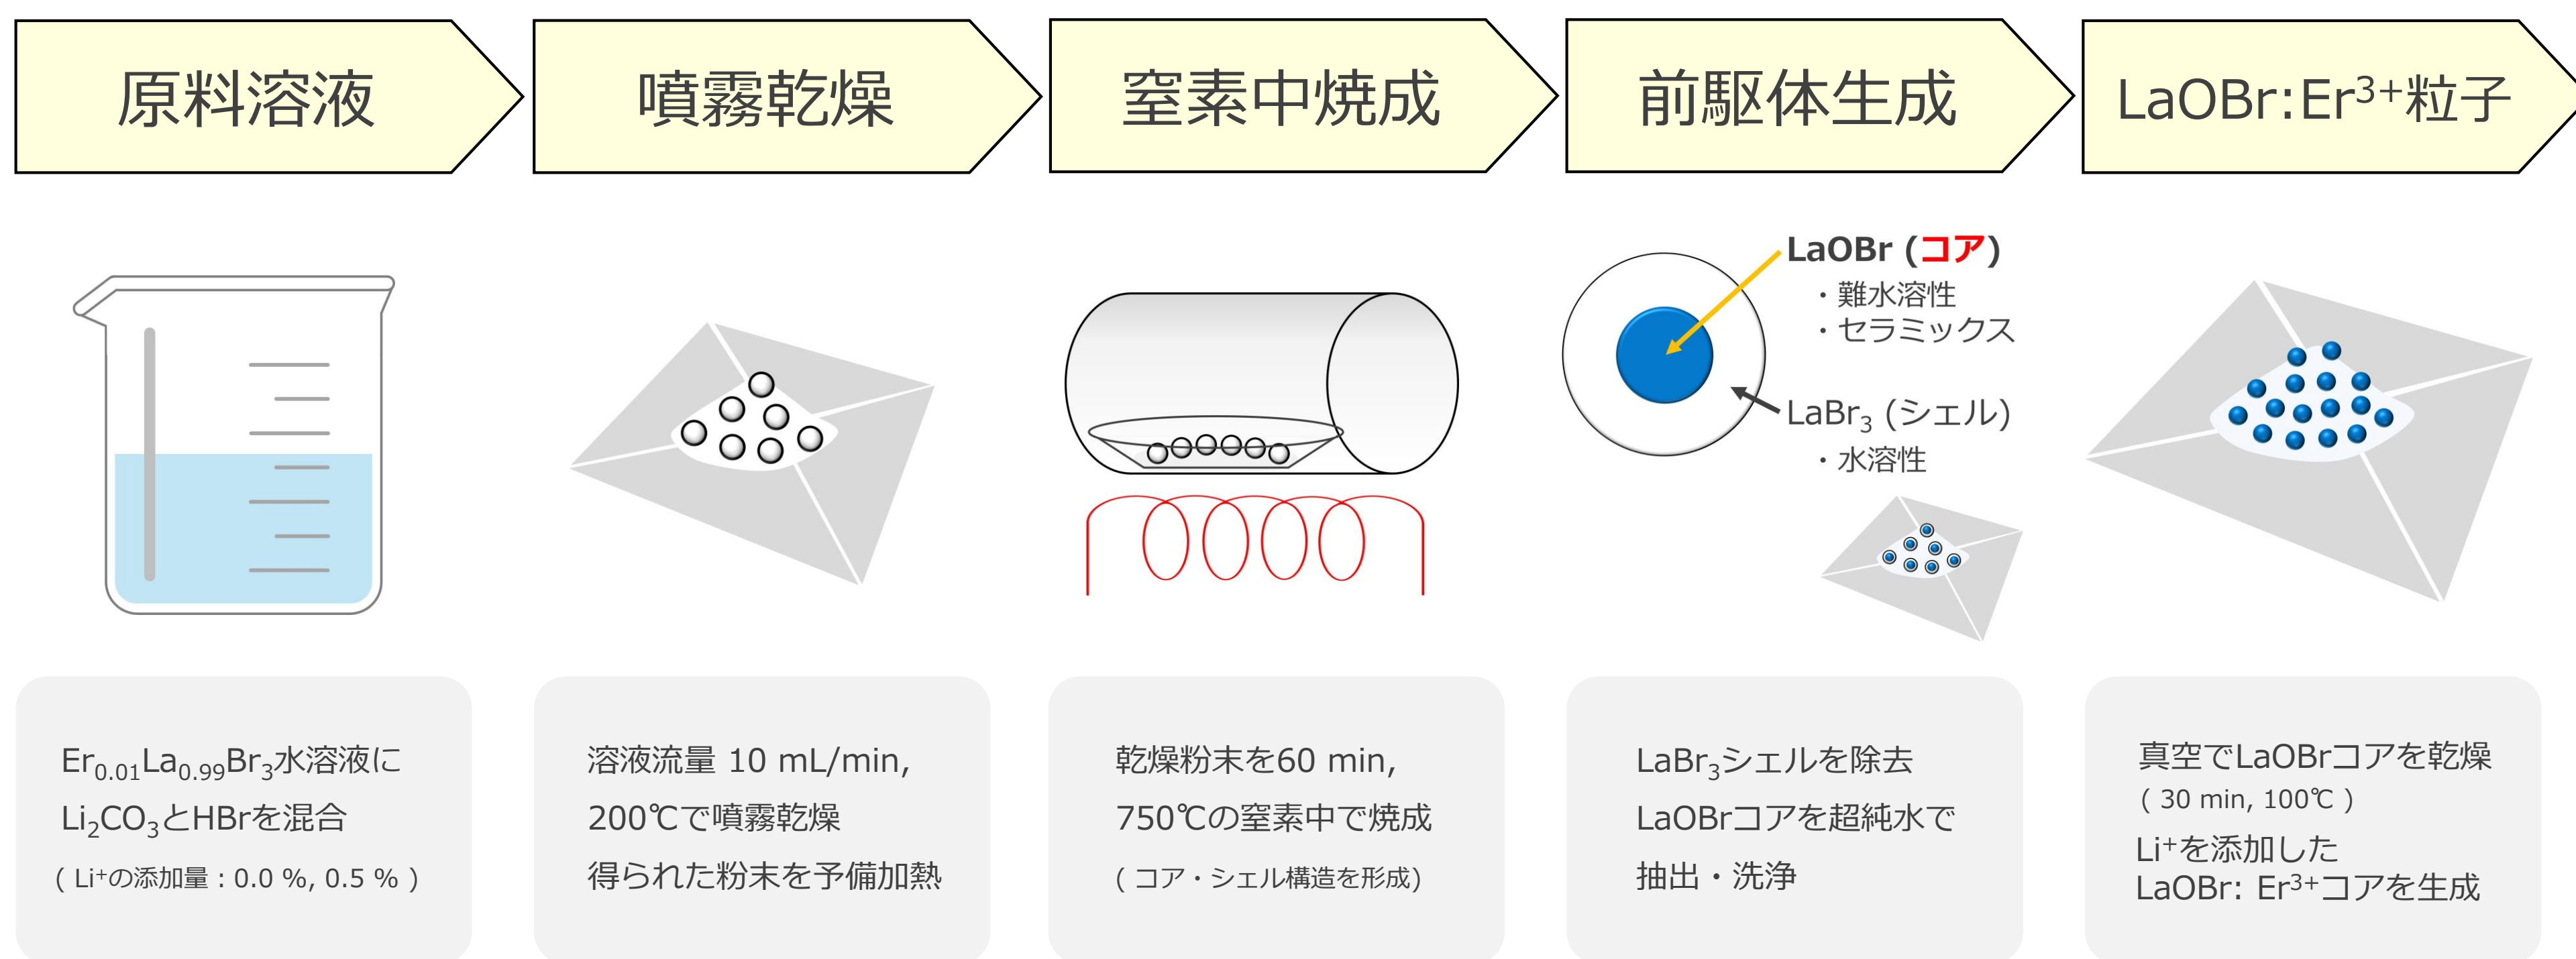 原料溶液
噴霧乾燥
窒素中焼成
前駆体生成
LaOBr:Er³⁺粒子
LaOBr (コア)
・難水溶性
・セラミックス
LaBr₃ (シェル)
・水溶性
Er₀.₀₁La₀.₉₉Br₃水溶液に
Li₂CO₃とHBrを混合
( Li⁺の添加量 : 0.0 %, 0.5 % )
溶液流量 10 mL/min,
200℃で噴霧乾燥
得られた粉末を予備加熱
乾燥粉末を60 min,
750℃の窒素中で焼成
( コア・シェル構造を形成)
LaBr₃シェルを除去
LaOBrコアを超純水で
抽出・洗浄
真空でLaOBrコアを乾燥
( 30 min, 100℃ )
Li⁺を添加した
LaOBr: Er³⁺コアを生成